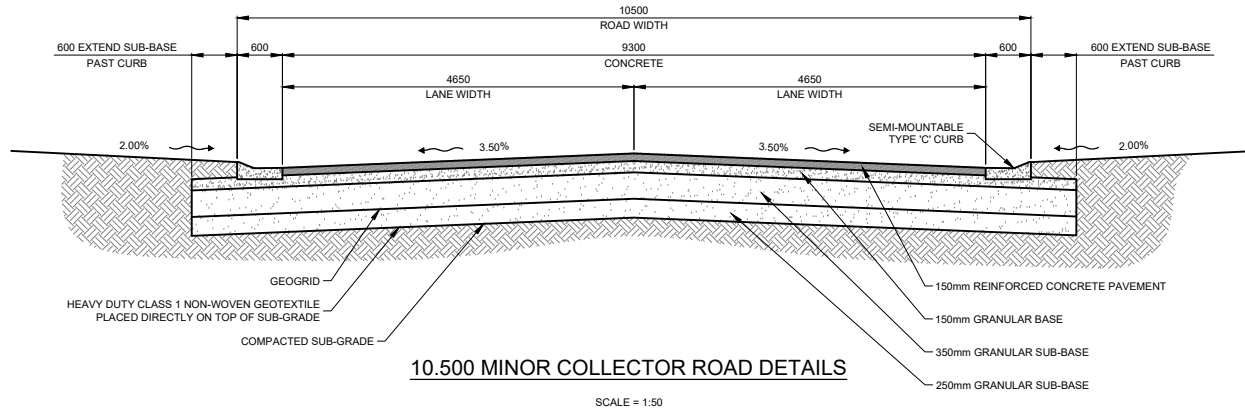 10500
ROAD WIDTH
600 EXTEND SUB-BASE
PAST CURB
600
9300
CONCRETE
600
600 EXTEND SUB-BASE
PAST CURB
4650
LANE WIDTH
4650
LANE WIDTH
SEMI-MOUNTABLE
TYPE 'C' CURB
2.00%
3.50%
3.50%
2.00%
GEOGRID
HEAVY DUTY CLASS 1 NON-WOVEN GEOTEXTILE
PLACED DIRECTLY ON TOP OF SUB-GRADE
COMPACTED SUB-GRADE
150mm REINFORCED CONCRETE PAVEMENT
150mm GRANULAR BASE
350mm GRANULAR SUB-BASE
250mm GRANULAR SUB-BASE
10.500 MINOR COLLECTOR ROAD DETAILS
SCALE = 1:50